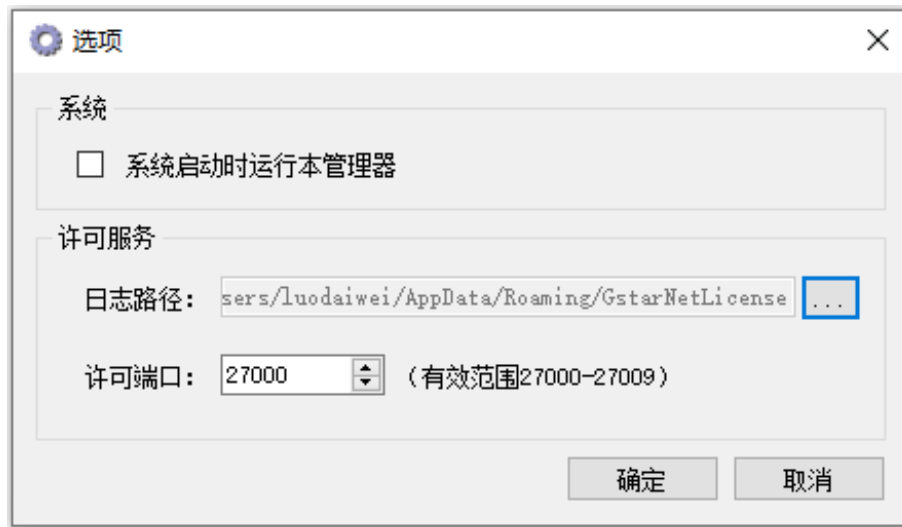 选项
系统
系统启动时运行本管理器
许可服务
日志路径： sers/luodaiwei/AppData/Roaming/GstarNetLicense ...
许可端口： 27000 （有效范围27000-27009）
确定 取消